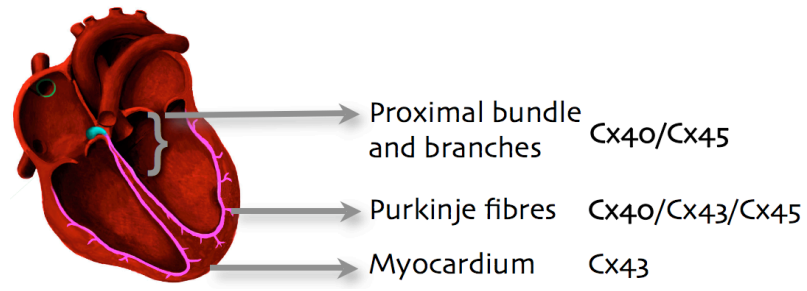 Proximal bundle
and branches
Cx40/Cx45
Purkinje fibres Cx40/Cx43/Cx45
Myocardium Cx43